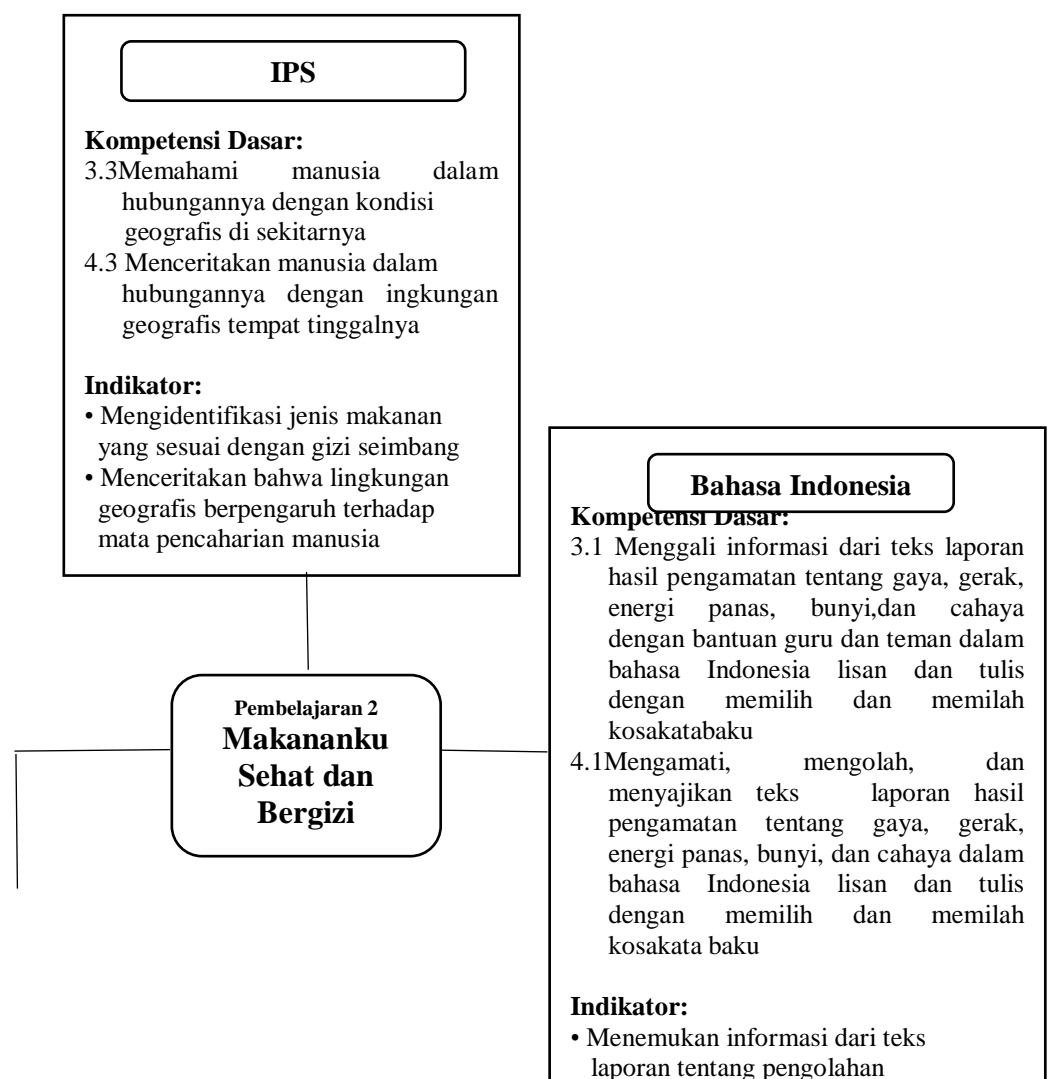 IPS
Kompetensi Dasar:
3.3Memahami manusia dalam
hubungannya dengan kondisi
geografis di sekitarnya
4.3 Menceritakan manusia dalam
hubungannya dengan ingkungan
geografis tempat tinggalnya
Indikator:
• Mengidentifikasi jenis makanan
yang sesuai dengan gizi seimbang
• Menceritakan bahwa lingkungan
geografis berpengaruh terhadap
mata pencaharian manusia
Pembelajaran 2
Makananku
Sehat dan
Bergizi
Bahasa Indonesia
Kompetensi Dasar:
3.1 Menggali informasi dari teks laporan
hasil pengamatan tentang gaya, gerak,
energi panas, bunyi,dan cahaya
dengan bantuan guru dan teman dalam
bahasa Indonesia lisan dan tulis
dengan memilih dan memilah
kosakatabaku
4.1Mengamati, mengolah, dan
menyajikan teks laporan hasil
pengamatan tentang gaya, gerak,
energi panas, bunyi, dan cahaya dalam
bahasa Indonesia lisan dan tulis
dengan memilih dan memilah
kosakata baku
Indikator:
• Menemukan informasi dari teks
laporan tentang pengolahan